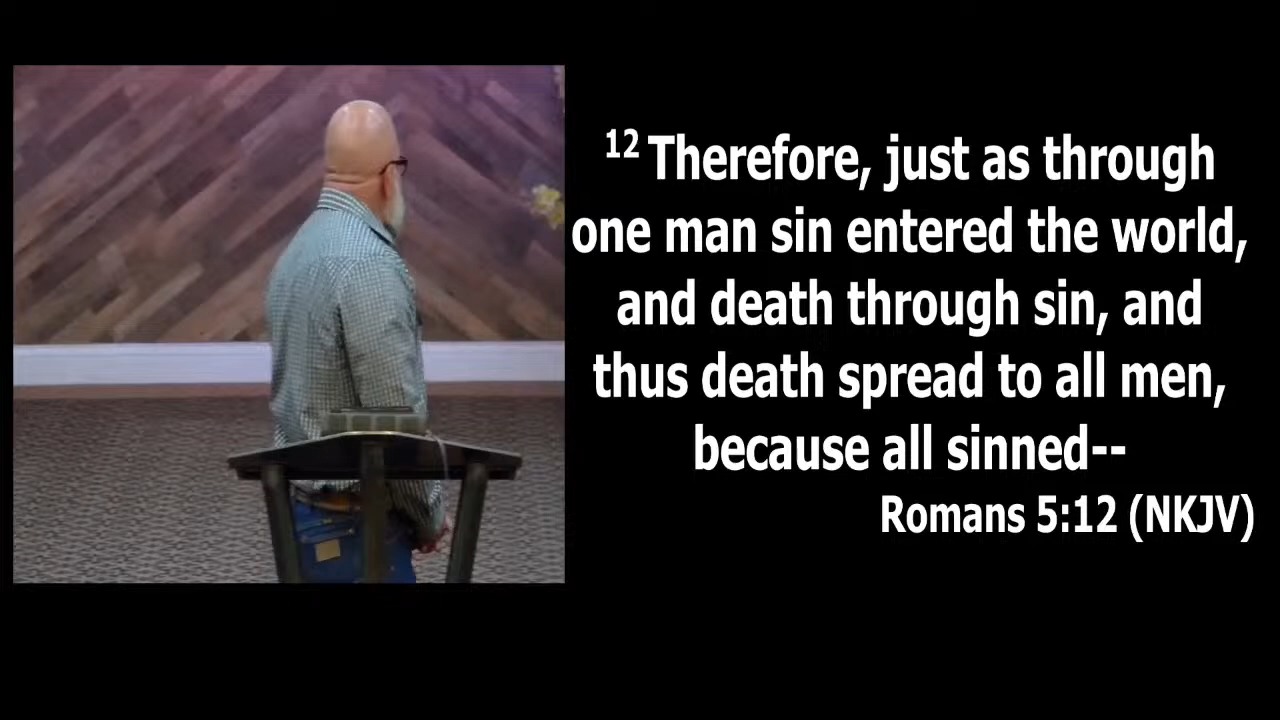 12 Therefore, just as through
one man sin entered the world,
and death through sin, and
thus death spread to all men,
because all sinned--
Romans 5:12 (NKJV)